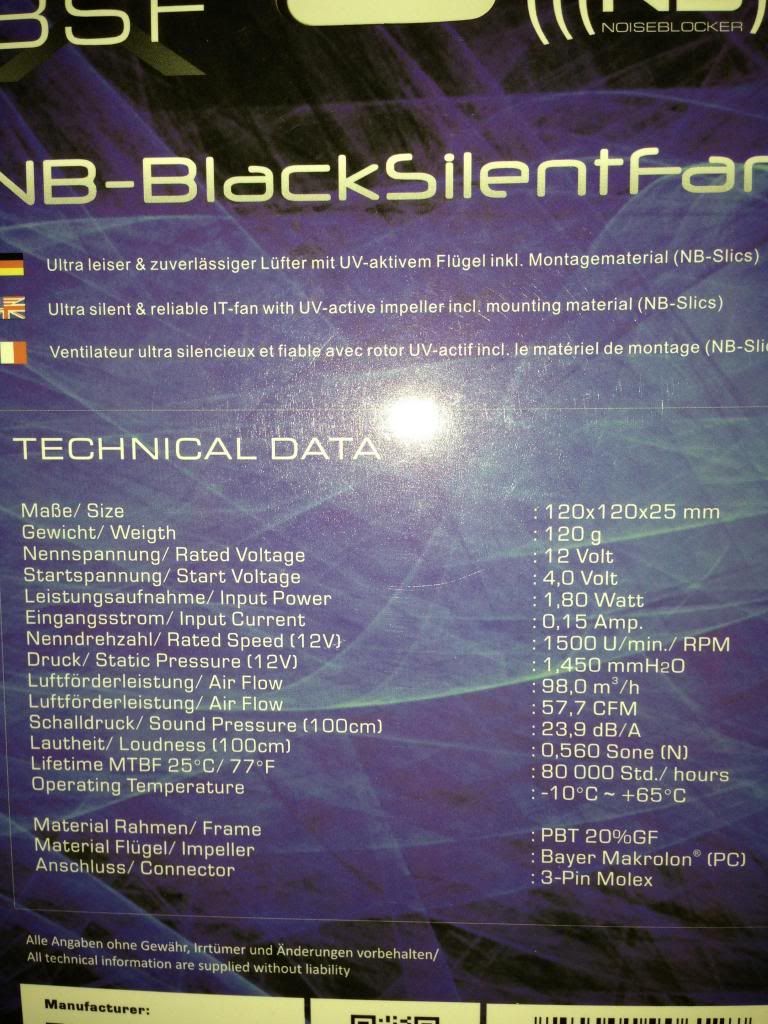 BSF
NOISEBLOCKER
NB-BlackSilentFan
Ultra leiser & zuverlässiger Lüfter mit UV-aktivem Flügel inkl. Montagematerial (NB-Slics)
Ultra silent & reliable IT-fan with UV-active impeller incl. mounting material (NB-Slics)
Ventilateur ultra silencieux et fiable avec rotor UV-actif incl. le matériel de montage (NB-Slic
TECHNICAL DATA
Maße/ Size : 120x120x25 mm
Gewicht/ Weigth : 120 g
Nennspannung/ Rated Voltage : 12 Volt
Startspannung/ Start Voltage : 4,0 Volt
Leistungsaufnahme/ Input Power : 1,80 Watt
Eingangsstrom/ Input Current : 0,15 Amp.
Nenndrehzahl/ Rated Speed (12V) : 1500 U/min./ RPM
Druck/ Static Pressure (12V) : 1,450 mmH2O
Luftförderleistung/ Air Flow : 98,0 m³/h
Luftförderleistung/ Air Flow : 57,7 CFM
Schalldruck/ Sound Pressure (100cm) : 23,9 dB/A
Lautheit/ Loudness (100cm) : 0,560 Sone (N)
Lifetime MTBF 25°C/ 77°F : 80 000 Std./ hours
Operating Temperature : -10°C ~ +65°C
Material Rahmen/ Frame : PBT 20%GF
Material Flügel/ Impeller : Bayer Makrolon® (PC)
Anschluss/ Connector : 3-Pin Molex
Alle Angaben ohne Gewähr, Irrtümer und Änderungen vorbehalten/
All technical information are supplied without liability
Manufacturer: